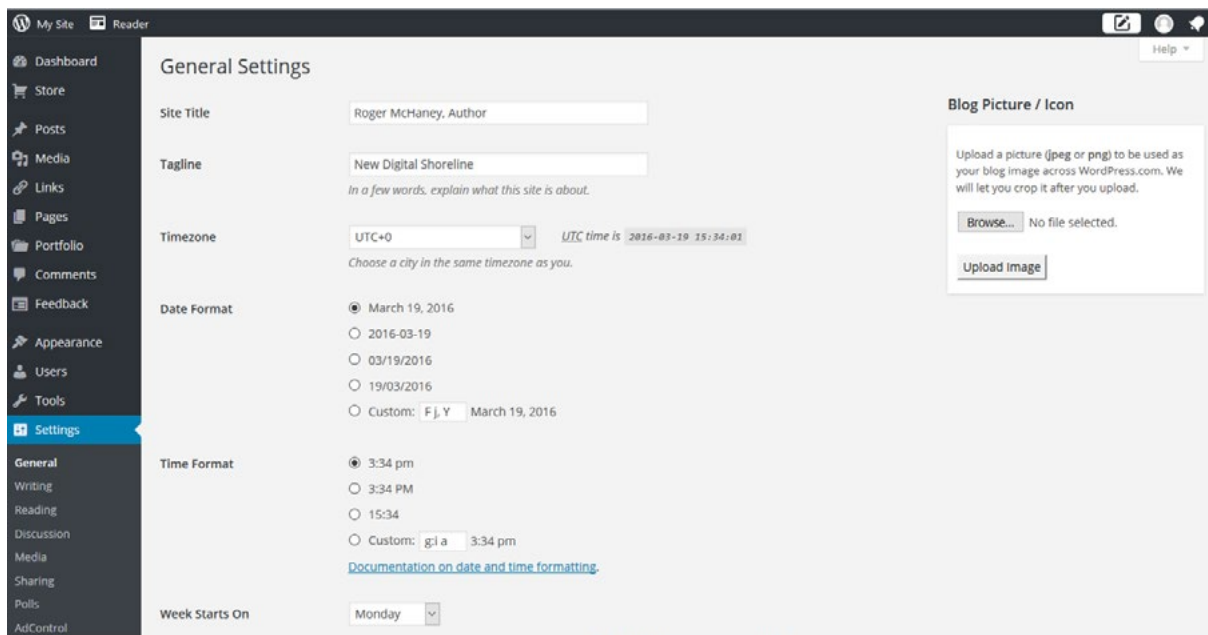 My Site Reader
Help
Dashboard
Store
Posts
Media
Links
Pages
Portfolio
Comments
Feedback
Appearance
Users
Tools
Settings
General
Writing
Reading
Discussion
Media
Sharing
Polls
AdControl
General Settings
Site Title Roger McHaney, Author
Tagline New Digital Shoreline
In a few words, explain what this site is about.
Timezone UTC+0 UTC time is 2016-03-19 15:34:01
Choose a city in the same timezone as you.
Date Format March 19, 2016
2016-03-19
03/19/2016
19/03/2016
Custom: F j, Y March 19, 2016
Time Format 3:34 pm
3:34 PM
15:34
Custom: g:i a 3:34 pm
Documentation on date and time formatting.
Week Starts On Monday
Blog Picture / Icon
Upload a picture (jpeg or png) to be used as
your blog image across WordPress.com. We
will let you crop it after you upload.
Browse... No file selected.
Upload Image